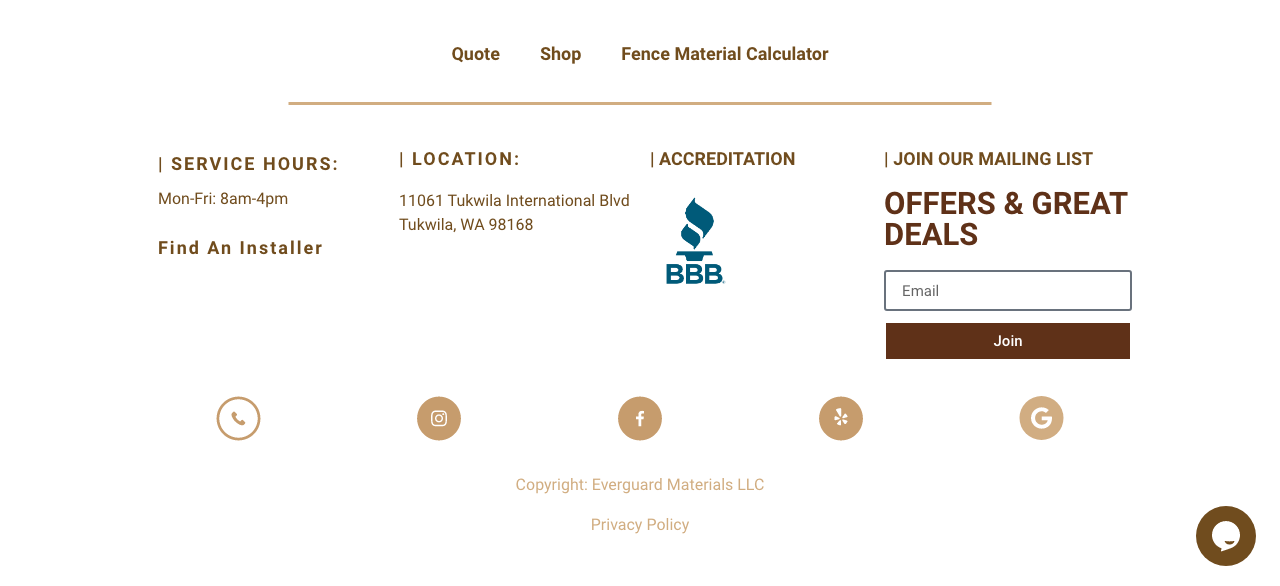 Quote Shop Fence Material Calculator
| SERVICE HOURS:
Mon-Fri: 8am-4pm
Find An Installer
| LOCATION:
11061 Tukwila International Blvd
Tukwila, WA 98168
| ACCREDITATION
BBB
| JOIN OUR MAILING LIST
OFFERS & GREAT
DEALS
Email
Join
Copyright: Everguard Materials LLC
Privacy Policy